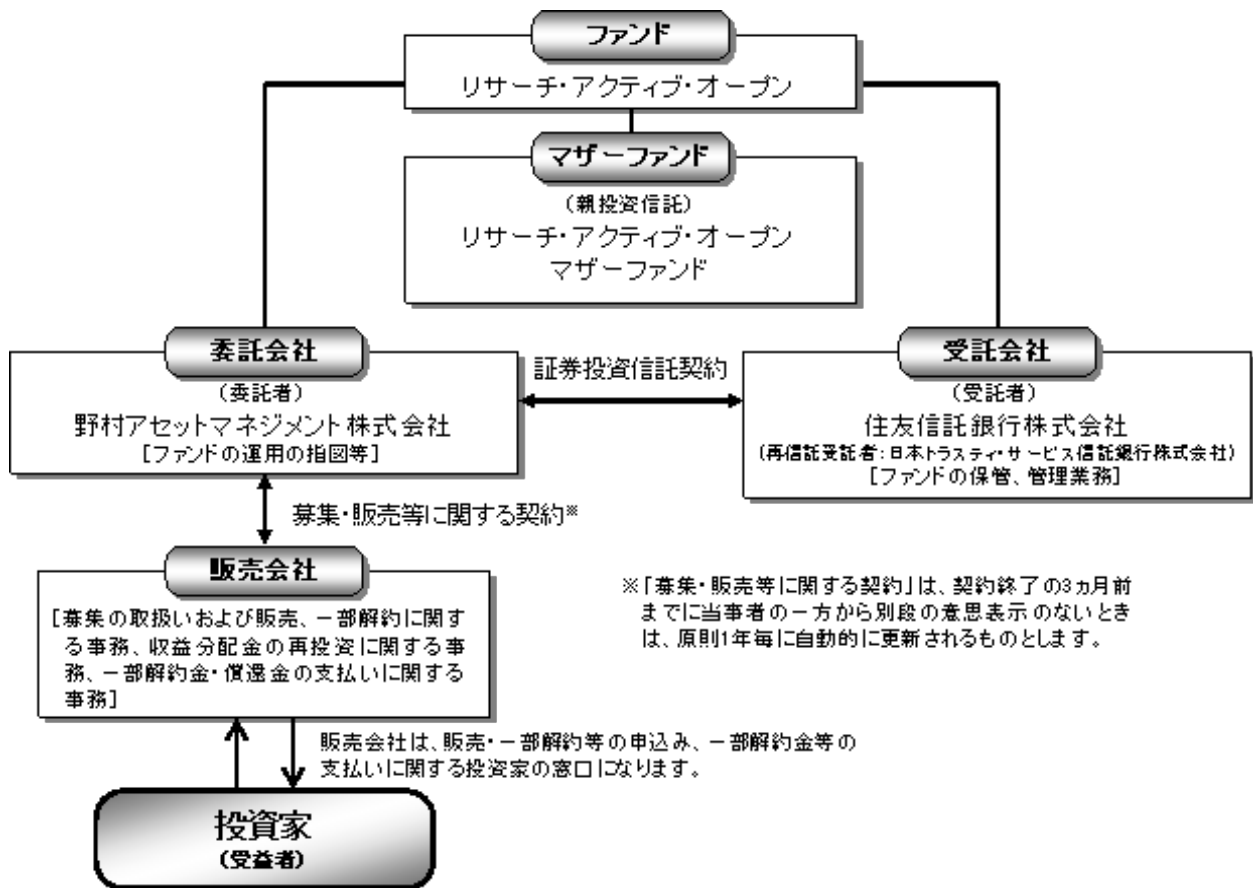 ファンド
リサーチ・アクティブ・オープン
マザーファンド
(親投資信託)
リサーチ・アクティブ・オープン
マザーファンド
委託会社
(委託者)
野村アセットマネジメント株式会社
[ファンドの運用の指図等]
証券投資信託契約
受託会社
(受託者)
住友信託銀行株式会社
(再信託受託者:日本トラスティ・サービス信託銀行株式会社)
[ファンドの保管、管理業務]
募集・販売等に関する契約※
販売会社
[募集の取扱いおよび販売、一部解約に関す
る事務、収益分配金の再投資に関する事
務、一部解約金・償還金の支払いに関する
事務]
※「募集・販売等に関する契約」は、契約終了の3ヵ月前
までに当事者の一方から別段の意思表示のないとき
は、原則1年毎に自動的に更新されるものとします。
販売会社は、販売・一部解約等の申込み、一部解約金等の
支払いに関する投資家の窓口になります。
投資家
(受益者)